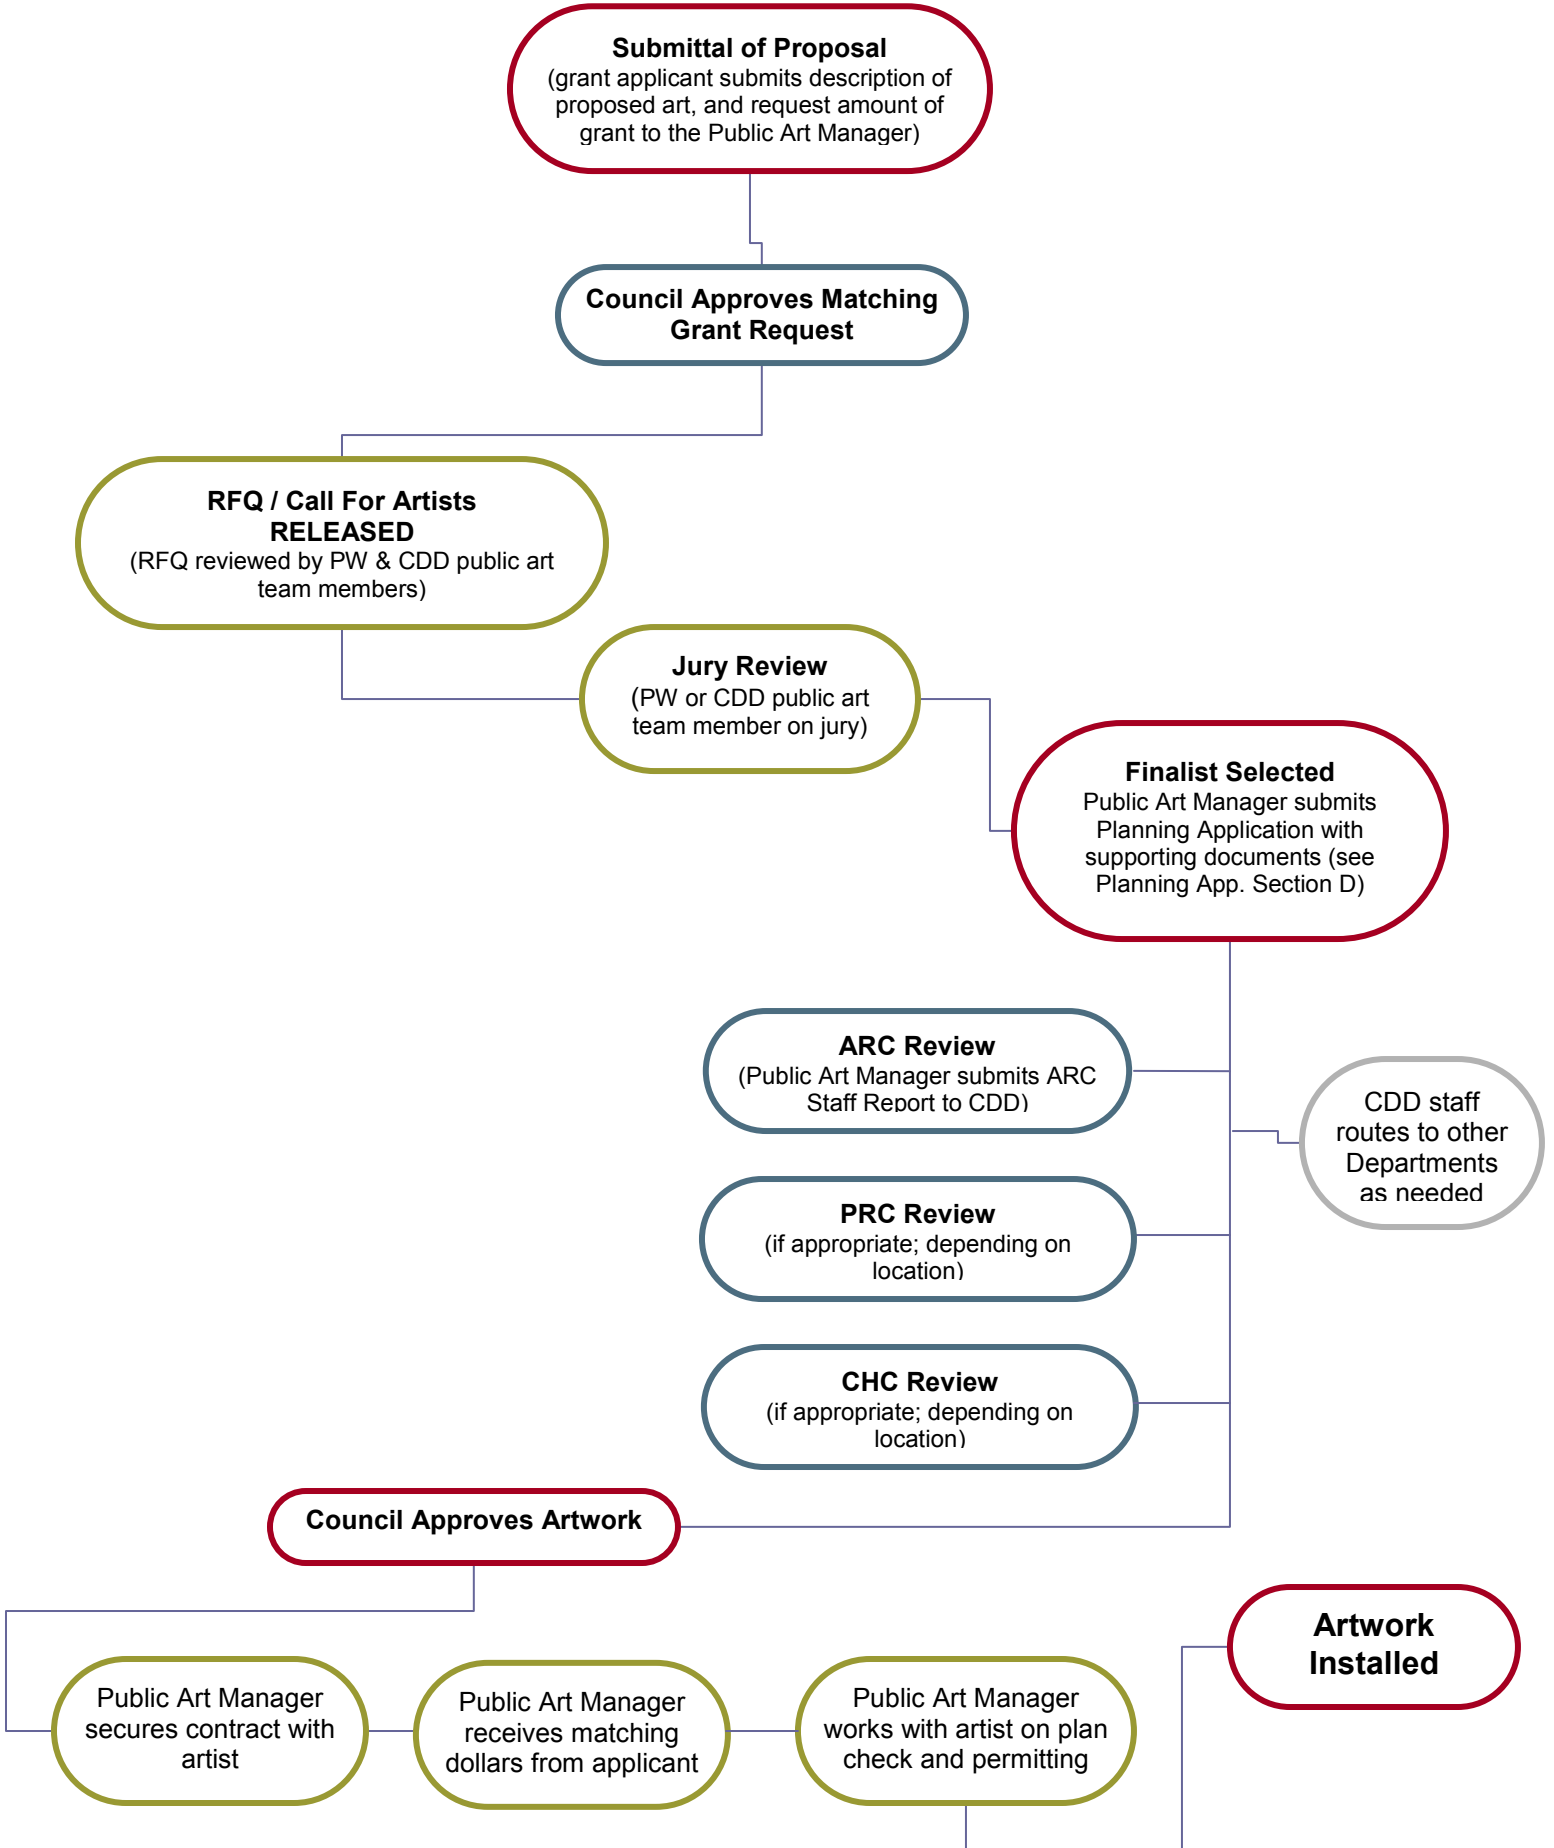 Submittal of Proposal
(grant applicant submits description of
proposed art, and request amount of
grant to the Public Art Manager)
Council Approves Matching
Grant Request
RFQ / Call For Artists
RELEASED
(RFQ reviewed by PW & CDD public art
team members)
Jury Review
(PW or CDD public art
team member on jury)
Finalist Selected
Public Art Manager submits
Planning Application with
supporting documents (see
Planning App. Section D)
ARC Review
(Public Art Manager submits ARC
Staff Report to CDD)
CDD staff
routes to other
Departments
as needed
PRC Review
(if appropriate; depending on
location)
CHC Review
(if appropriate; depending on
location)
Council Approves Artwork
Artwork
Installed
Public Art Manager
secures contract with
artist
Public Art Manager
receives matching
dollars from applicant
Public Art Manager
works with artist on plan
check and permitting